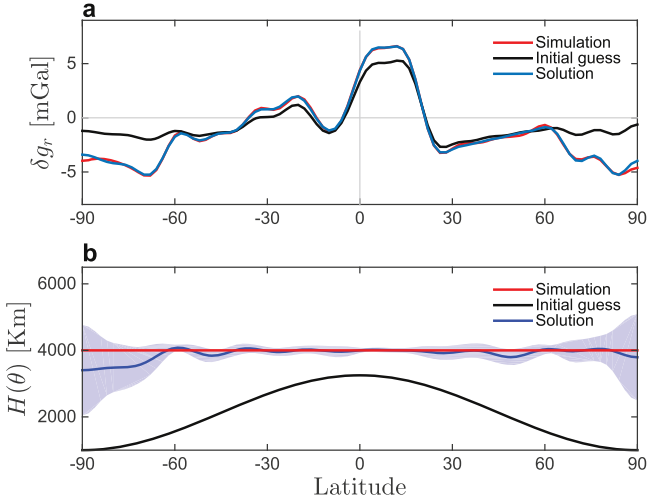 a
Simulation
Initial guess
Solution
δg_r [mGal]
5
0
-5
-90 -60 -30 0 30 60 90
b
Simulation
Initial guess
Solution
H(θ) [Km]
6000
4000
2000
-90 -60 -30 0 30 60 90
Latitude